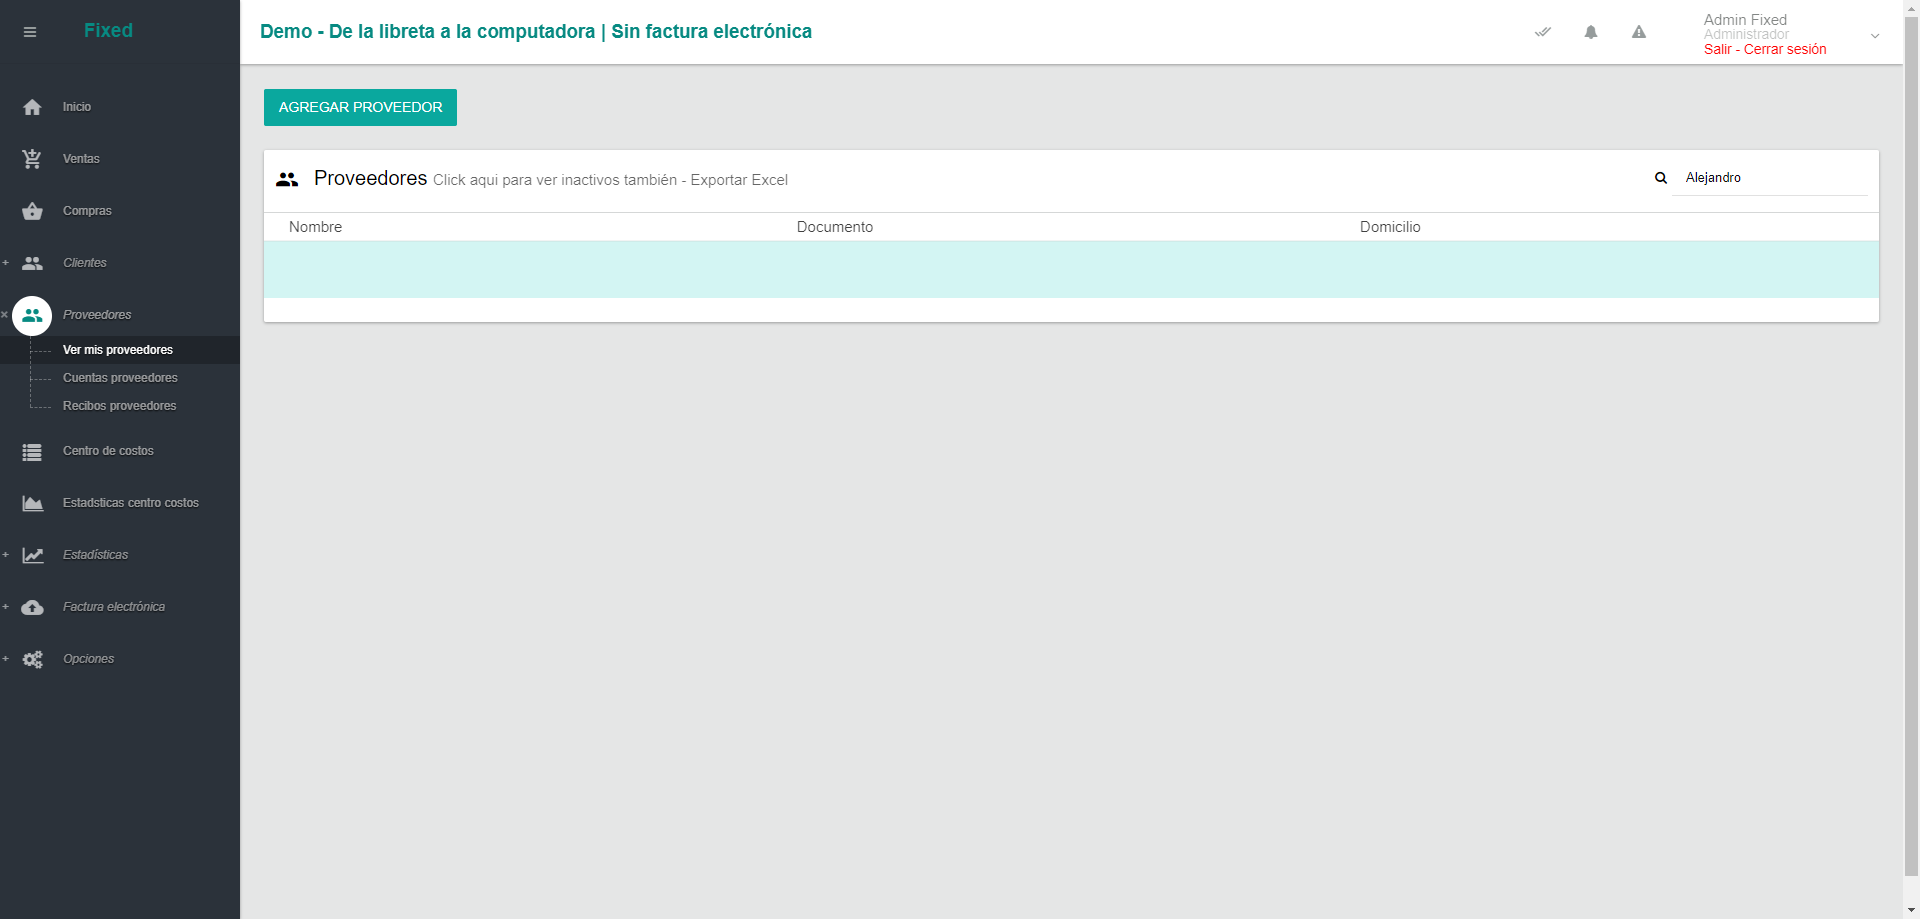 Fixed
Demo - De la libreta a la computadora | Sin factura electrónica
Admin Fixed
Administrador
Salir - Cerrar sesión
Inicio
Ventas
Compras
Clientes
Proveedores
Ver mis proveedores
Cuentas proveedores
Recibos proveedores
Centro de costos
Estadsticas centro costos
Estadísticas
Factura electrónica
Opciones
AGREGAR PROVEEDOR
Proveedores Click aqui para ver inactivos también - Exportar Excel
Alejandro
Nombre Documento Domicilio